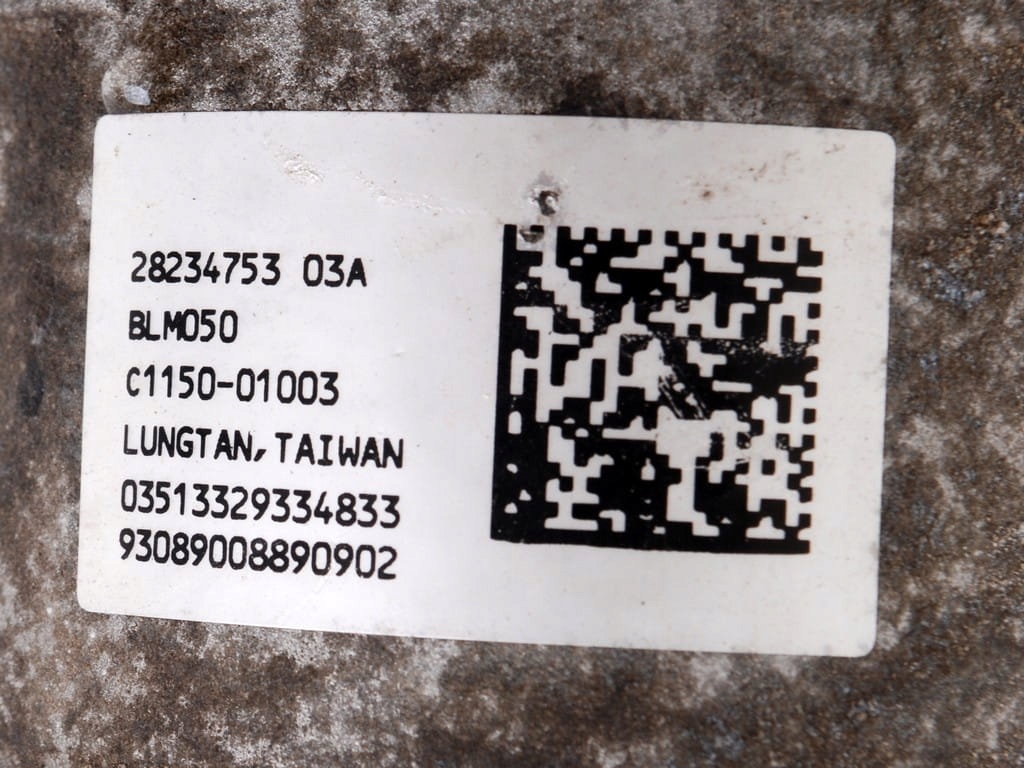 28234753 03A
BLM050
C1150-01003
LUNGTAN, TAIWAN
03513329334833
93089008890902